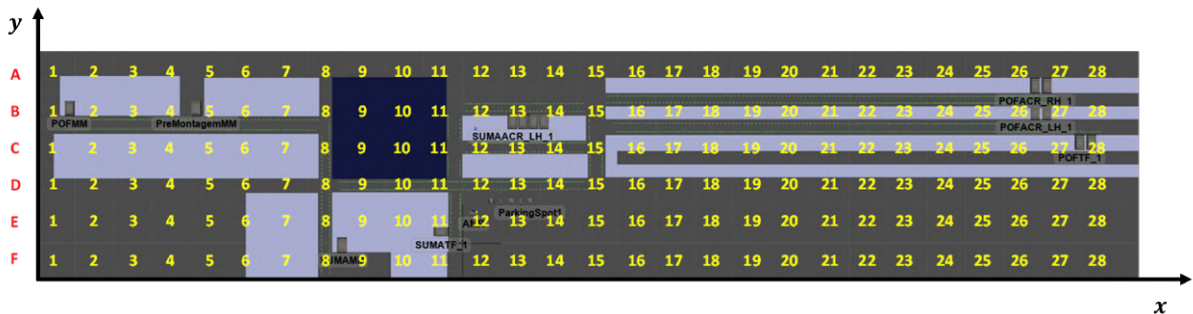 y
A 1 2 3 4 5 6 7 8 9 10 11 12 13 14 15 16 17 18 19 20 21 22 23 24 25 26 27 28
POFACR_RH_1
B 1 2 3 4 5 6 7 8 9 10 11 12 13 14 15 16 17 18 19 20 21 22 23 24 25 26 27 28
POFMM PreMontagemMM POFACR_LH_1
SUMAACR_LH_1
C 1 2 3 4 5 6 7 8 9 10 11 12 13 14 15 16 17 18 19 20 21 22 23 24 25 26 27 28
POFTF_1
D 1 2 3 4 5 6 7 8 9 10 11 12 13 14 15 16 17 18 19 20 21 22 23 24 25 26 27 28
ParkingSpot1
E 1 2 3 4 5 6 7 8 9 10 11 12 13 14 15 16 17 18 19 20 21 22 23 24 25 26 27 28
SUMATF_1
F 1 2 3 4 5 6 7 8 9 10 11 12 13 14 15 16 17 18 19 20 21 22 23 24 25 26 27 28
x